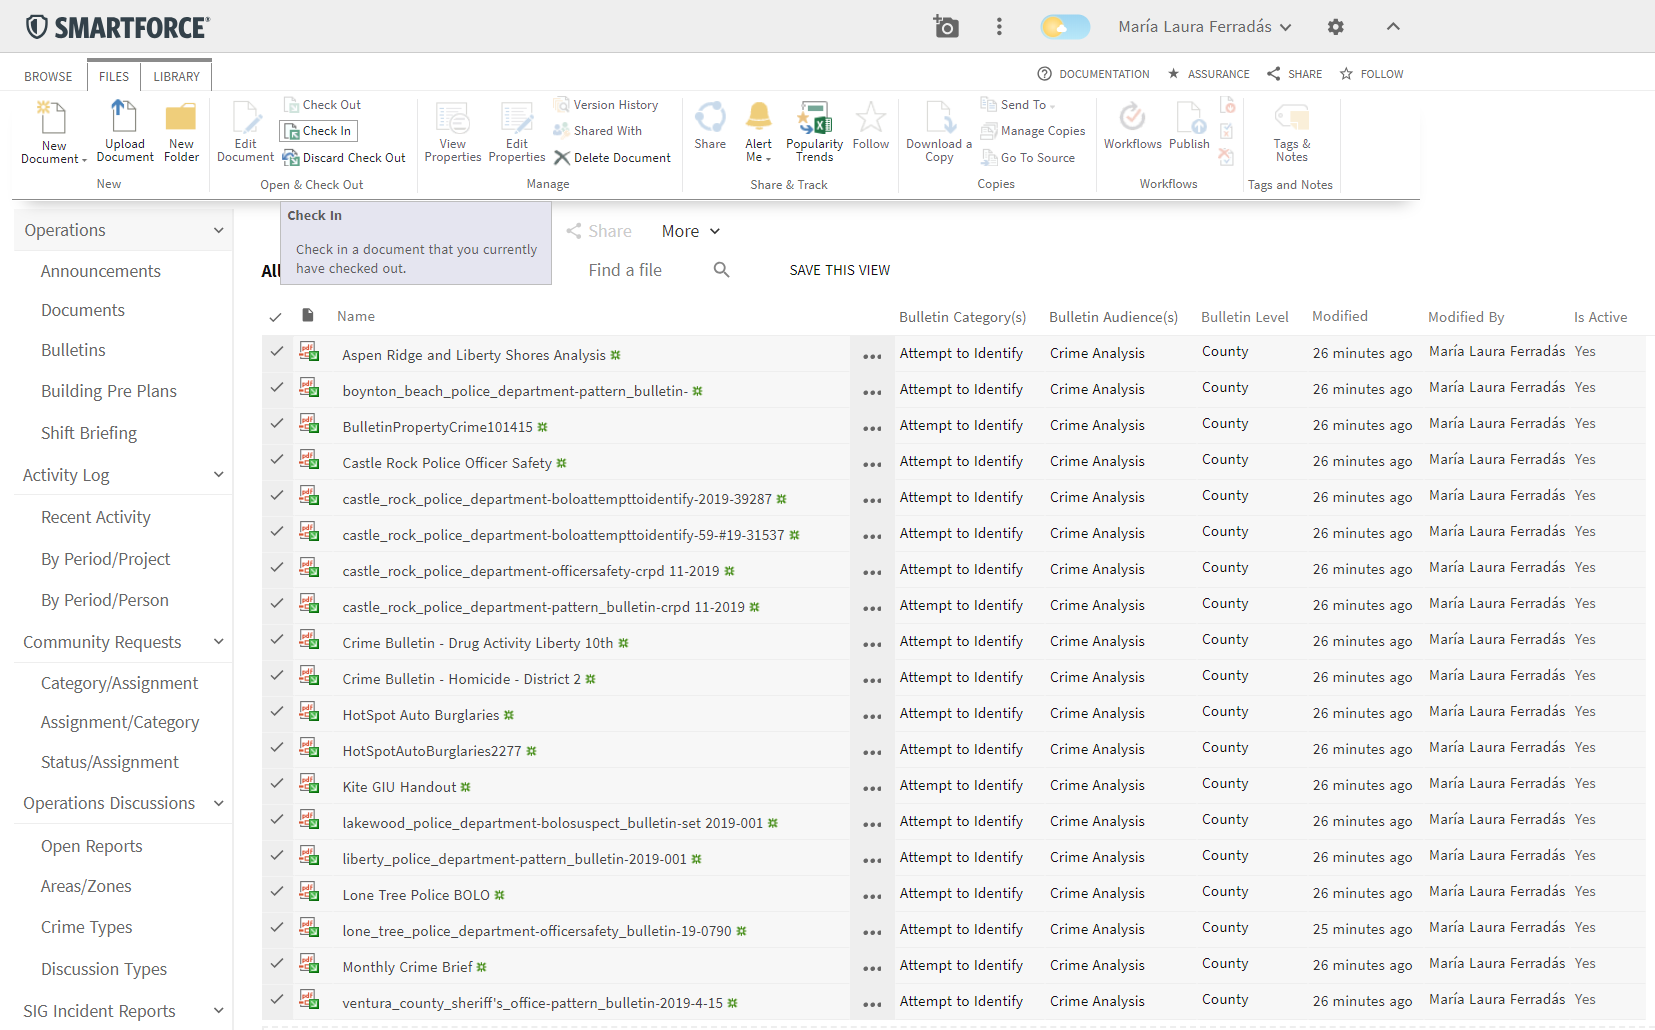 SMARTFORCE®
María Laura Ferradás
BROWSE FILES LIBRARY
DOCUMENTATION ASSURANCE SHARE FOLLOW
New Document
Upload Document
New Folder
New
Edit Document
Check Out
Check In
Discard Check Out
Open & Check Out
View Properties
Edit Properties
Version History
Shared With
Delete Document
Manage
Share
Alert Me
Popularity Trends
Follow
Share & Track
Download a Copy
Send To
Manage Copies
Go To Source
Copies
Workflows
Publish
Workflows
Tags & Notes
Tags and Notes
Check In
Check in a document that you currently
have checked out.
Share More
All
Find a file
SAVE THIS VIEW
Operations
Announcements
Documents
Bulletins
Building Pre Plans
Shift Briefing
Activity Log
Recent Activity
By Period/Project
By Period/Person
Community Requests
Category/Assignment
Assignment/Category
Status/Assignment
Operations Discussions
Open Reports
Areas/Zones
Crime Types
Discussion Types
SIG Incident Reports
Name Bulletin Category(s) Bulletin Audience(s) Bulletin Level Modified Modified By Is Active
Aspen Ridge and Liberty Shores Analysis ... Attempt to Identify Crime Analysis County 26 minutes ago María Laura Ferradás Yes
boynton_beach_police_department-pattern_bulletin- ... Attempt to Identify Crime Analysis County 26 minutes ago María Laura Ferradás Yes
BulletinPropertyCrime101415 ... Attempt to Identify Crime Analysis County 26 minutes ago María Laura Ferradás Yes
Castle Rock Police Officer Safety ... Attempt to Identify Crime Analysis County 26 minutes ago María Laura Ferradás Yes
castle_rock_police_department-boloattempttoidentify-2019-39287 ... Attempt to Identify Crime Analysis County 26 minutes ago María Laura Ferradás Yes
castle_rock_police_department-boloattempttoidentify-59-#19-31537 ... Attempt to Identify Crime Analysis County 26 minutes ago María Laura Ferradás Yes
castle_rock_police_department-officersafety-crpd 11-2019 ... Attempt to Identify Crime Analysis County 26 minutes ago María Laura Ferradás Yes
castle_rock_police_department-pattern_bulletin-crpd 11-2019 ... Attempt to Identify Crime Analysis County 26 minutes ago María Laura Ferradás Yes
Crime Bulletin - Drug Activity Liberty 10th ... Attempt to Identify Crime Analysis County 26 minutes ago María Laura Ferradás Yes
Crime Bulletin - Homicide - District 2 ... Attempt to Identify Crime Analysis County 26 minutes ago María Laura Ferradás Yes
HotSpot Auto Burglaries ... Attempt to Identify Crime Analysis County 26 minutes ago María Laura Ferradás Yes
HotSpotAutoBurglaries2277 ... Attempt to Identify Crime Analysis County 26 minutes ago María Laura Ferradás Yes
Kite GIU Handout ... Attempt to Identify Crime Analysis County 26 minutes ago María Laura Ferradás Yes
lakewood_police_department-bolosuspect_bulletin-set 2019-001 ... Attempt to Identify Crime Analysis County 26 minutes ago María Laura Ferradás Yes
liberty_police_department-pattern_bulletin-2019-001 ... Attempt to Identify Crime Analysis County 26 minutes ago María Laura Ferradás Yes
Lone Tree Police BOLO ... Attempt to Identify Crime Analysis County 26 minutes ago María Laura Ferradás Yes
lone_tree_police_department-officersafety_bulletin-19-0790 ... Attempt to Identify Crime Analysis County 25 minutes ago María Laura Ferradás Yes
Monthly Crime Brief ... Attempt to Identify Crime Analysis County 26 minutes ago María Laura Ferradás Yes
ventura_county_sheriff's_office-pattern_bulletin-2019-4-15 ... Attempt to Identify Crime Analysis County 26 minutes ago María Laura Ferradás Yes